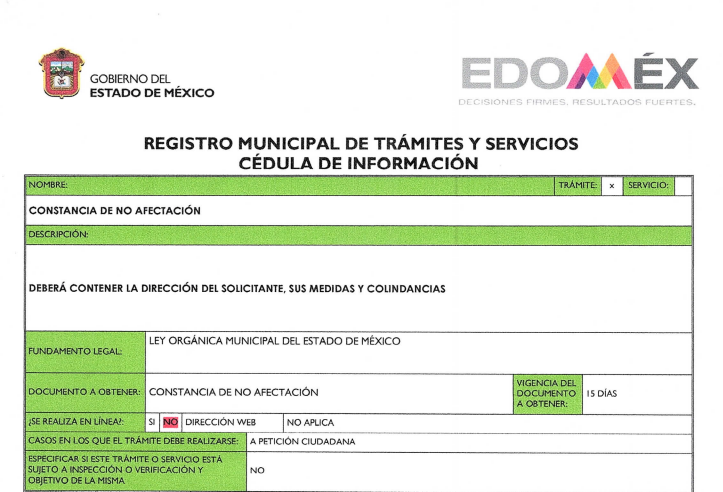 GOBIERNO DEL
ESTADO DE MÉXICO
EDOMÉX
DECISIONES FIRMES, RESULTADOS FUERTES.
REGISTRO MUNICIPAL DE TRÁMITES Y SERVICIOS
CÉDULA DE INFORMACIÓN
NOMBRE: TRÁMITE: x SERVICIO:
CONSTANCIA DE NO AFECTACIÓN
DESCRIPCIÓN:
DEBERÁ CONTENER LA DIRECCIÓN DEL SOLICITANTE, SUS MEDIDAS Y COLINDANCIAS
FUNDAMENTO LEGAL: LEY ORGÁNICA MUNICIPAL DEL ESTADO DE MÉXICO
DOCUMENTO A OBTENER: CONSTANCIA DE NO AFECTACIÓN
VIGENCIA DEL
DOCUMENTO
A OBTENER:
15 DÍAS
¿SE REALIZA EN LÍNEA?: SI NO DIRECCIÓN WEB NO APLICA
CASOS EN LOS QUE EL TRÁMITE DEBE REALIZARSE: A PETICIÓN CIUDADANA
ESPECIFICAR SI ESTE TRÁMITE O SERVICIO ESTÁ
SUJETO A INSPECCIÓN O VERIFICACIÓN Y
OBJETIVO DE LA MISMA
NO